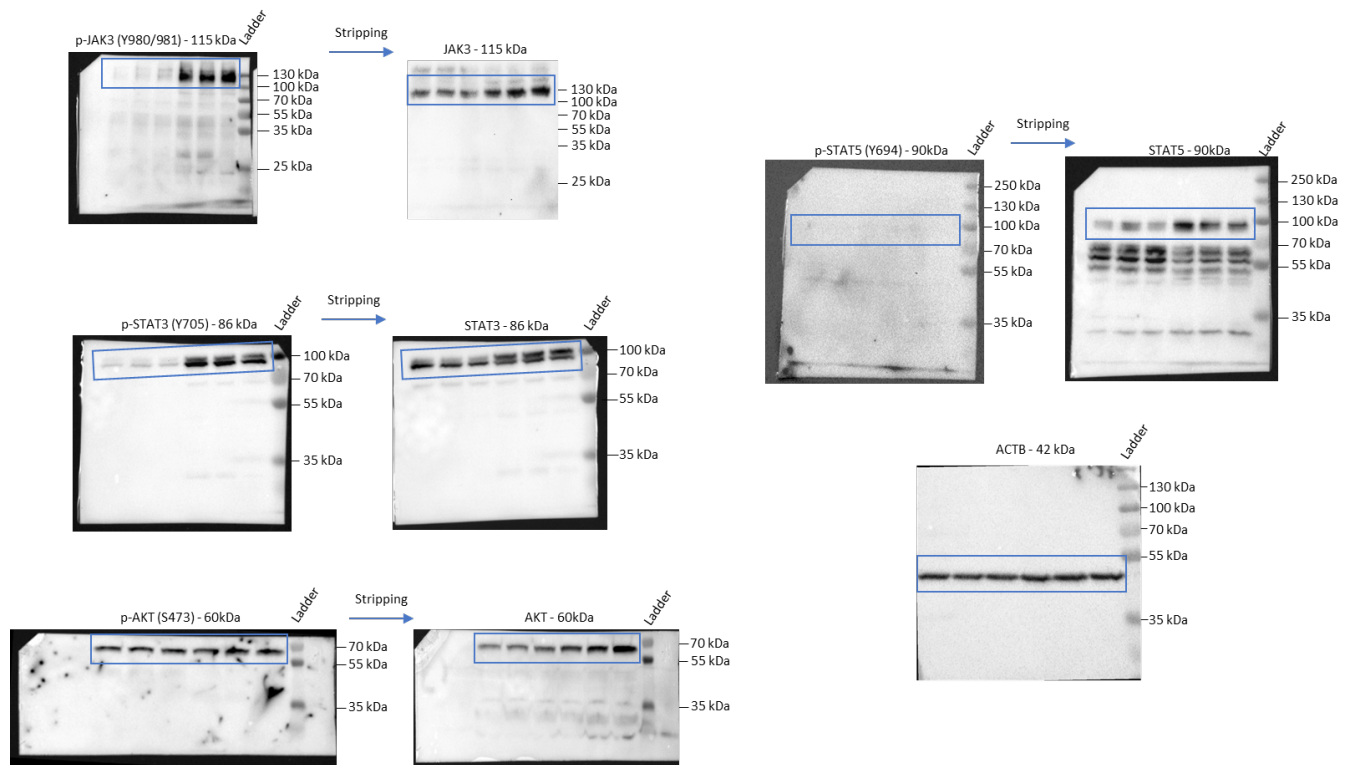 p-JAK3 (Y980/981) - 115 kDa
Ladder
130 kDa
100 kDa
70 kDa
55 kDa
35 kDa
25 kDa
Stripping
JAK3 - 115 kDa
130 kDa
100 kDa
70 kDa
55 kDa
35 kDa
25 kDa
p-STAT5 (Y694) - 90kDa
Ladder
250 kDa
130 kDa
100 kDa
70 kDa
55 kDa
35 kDa
Stripping
STAT5 - 90kDa
Ladder
250 kDa
130 kDa
100 kDa
70 kDa
55 kDa
35 kDa
p-STAT3 (Y705) - 86 kDa
Ladder
100 kDa
70 kDa
55 kDa
35 kDa
Stripping
STAT3 - 86 kDa
Ladder
100 kDa
70 kDa
55 kDa
35 kDa
ACTB - 42 kDa
Ladder
130 kDa
100 kDa
70 kDa
55 kDa
35 kDa
p-AKT (S473) - 60kDa
Ladder
70 kDa
55 kDa
35 kDa
Stripping
AKT - 60kDa
Ladder
70 kDa
55 kDa
35 kDa